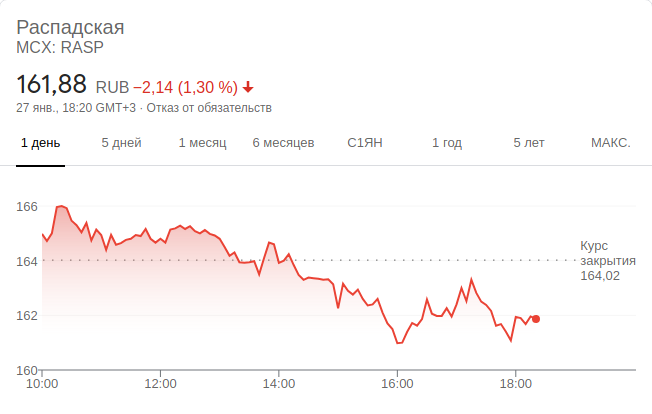 Распадская
MCX: RASP
161,88 RUB −2,14 (1,30 %)
27 янв., 18:20 GMT+3 · Отказ от обязательств
1 день 5 дней 1 месяц 6 месяцев С1ЯН 1 год 5 лет МАКС.
166
164
162
160
Курс
закрытия
164,02
10:00 12:00 14:00 16:00 18:00